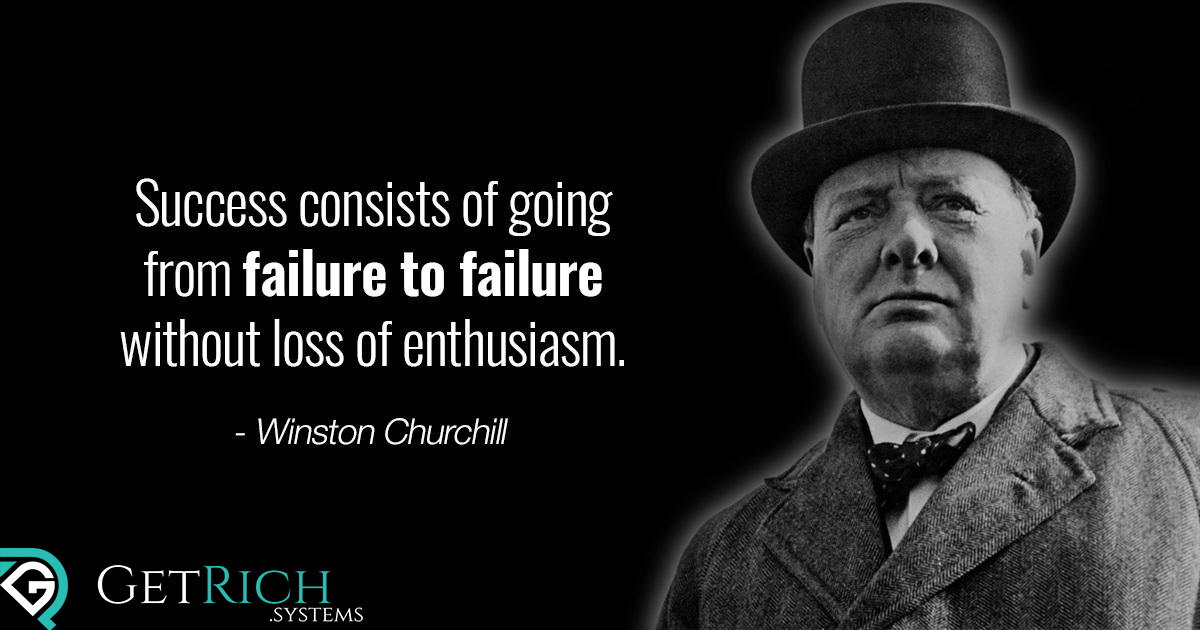 Success consists of going
from failure to failure
without loss of enthusiasm.
- Winston Churchill
G
GETRICH
.SYSTEMS